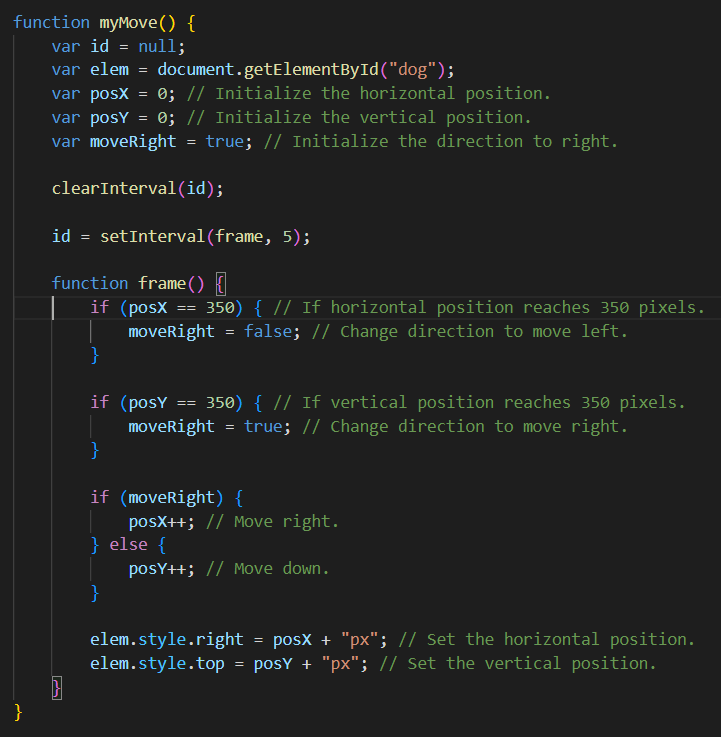 function myMove() {
    var id = null;
    var elem = document.getElementById("dog");
    var posX = 0; // Initialize the horizontal position.
    var posY = 0; // Initialize the vertical position.
    var moveRight = true; // Initialize the direction to right.

    clearInterval(id);

    id = setInterval(frame, 5);

    function frame() {
        if (posX == 350) { // If horizontal position reaches 350 pixels.
            moveRight = false; // Change direction to move left.
        }

        if (posY == 350) { // If vertical position reaches 350 pixels.
            moveRight = true; // Change direction to move right.
        }

        if (moveRight) {
            posX++; // Move right.
        } else {
            posY++; // Move down.
        }

        elem.style.right = posX + "px"; // Set the horizontal position.
        elem.style.top = posY + "px"; // Set the vertical position.
    }
}